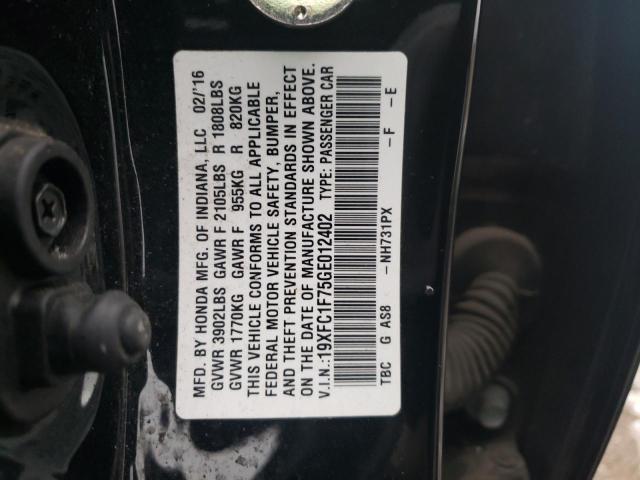 MFD. BY HONDA MFG. OF INDIANA, LLC 02/'16
GVWR 3902LBS GAWR F 2105LBS R 1808LBS
GVWR 1770KG GAWR F 955KG R 820KG
THIS VEHICLE CONFORMS TO ALL APPLICABLE
FEDERAL MOTOR VEHICLE SAFETY, BUMPER,
AND THEFT PREVENTION STANDARDS IN EFFECT
ON THE DATE OF MANUFACTURE SHOWN ABOVE.
V.I.N.:19XFC1F75GE012402 TYPE: PASSENGER CAR
TBC G AS8 -NH731PX -F -E